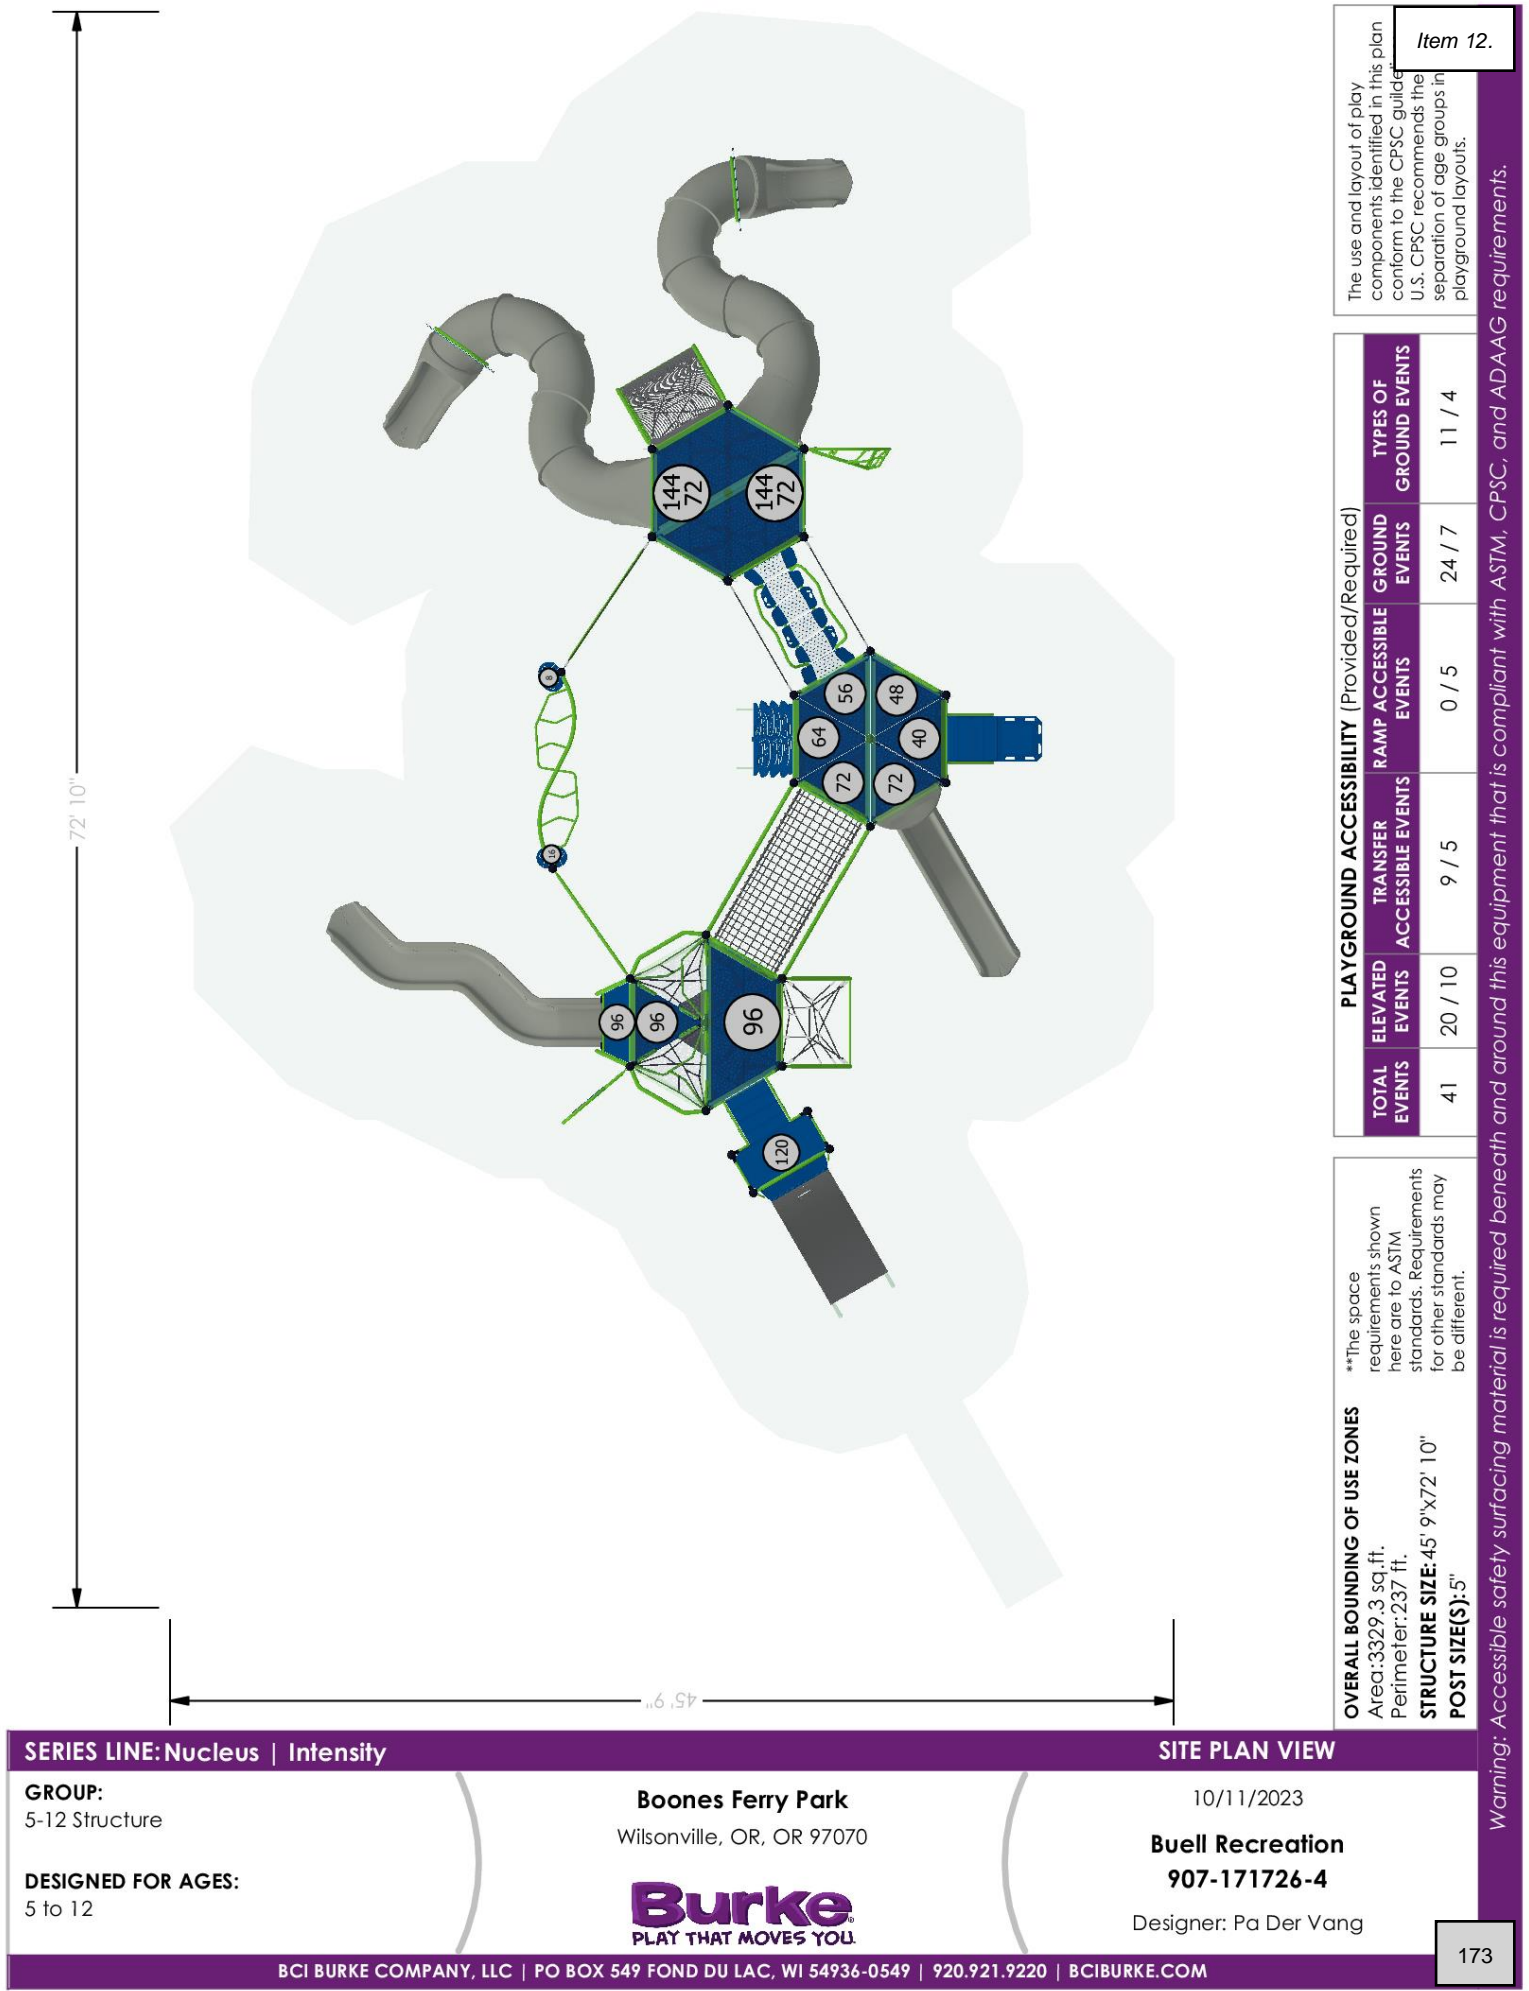 Item 12.
72' 10"
45' 9"
144
72
144
72
8
16
56
48
64
40
72
72
96
96
96
120
The use and layout of play
components identified in this plan
conform to the CPSC guilde
U.S. CPSC recommends the
separation of age groups in
playground layouts.
PLAYGROUND ACCESSIBILITY (Provided/Required)
TOTAL EVENTS
ELEVATED EVENTS
TRANSFER ACCESSIBLE EVENTS
RAMP ACCESSIBLE EVENTS
GROUND EVENTS
TYPES OF GROUND EVENTS
41
20 / 10
9 / 5
0 / 5
24 / 7
11 / 4
OVERALL BOUNDING OF USE ZONES
Area:3329.3 sq.ft.
Perimeter:237 ft.
STRUCTURE SIZE:45' 9"x72' 10"
POST SIZE(S):5"
**The space
requirements shown
here are to ASTM
standards. Requirements
for other standards may
be different.
Warning: Accessible safety surfacing material is required beneath and around this equipment that is compliant with ASTM, CPSC, and ADAAG requirements.
SERIES LINE:Nucleus | Intensity
SITE PLAN VIEW
GROUP:
5-12 Structure
DESIGNED FOR AGES:
5 to 12
Boones Ferry Park
Wilsonville, OR, OR 97070
Burke
PLAY THAT MOVES YOU.
10/11/2023
Buell Recreation
907-171726-4
Designer: Pa Der Vang
BCI BURKE COMPANY, LLC | PO BOX 549 FOND DU LAC, WI 54936-0549 | 920.921.9220 | BCIBURKE.COM
173